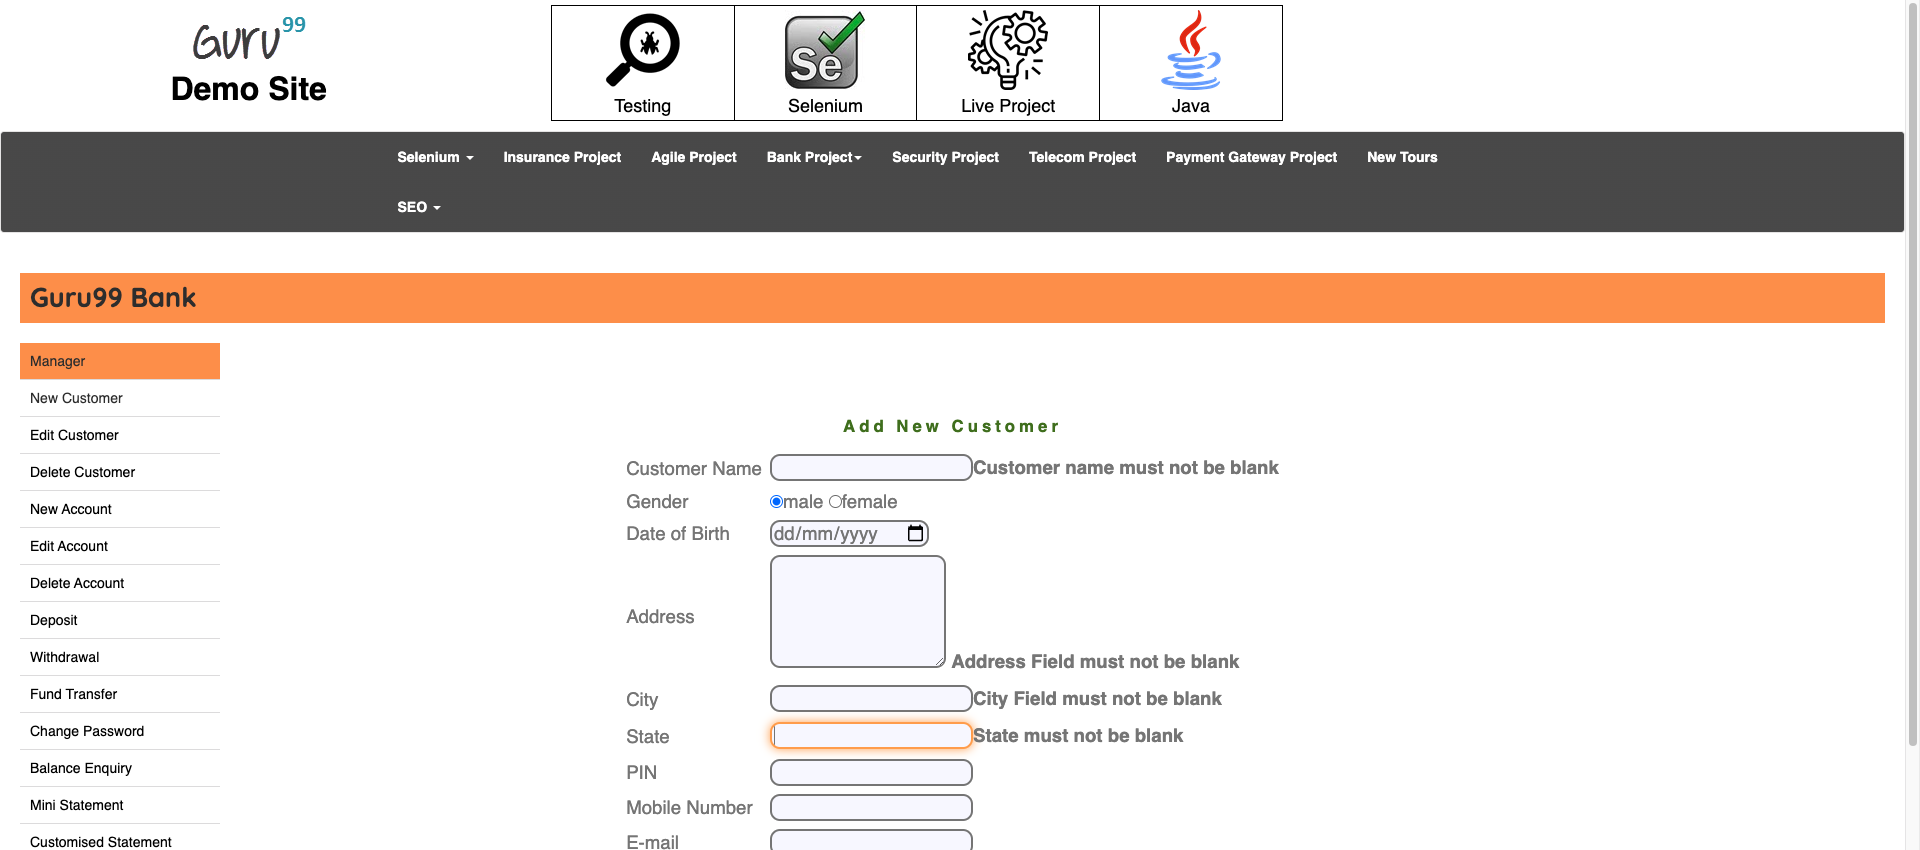 Guru99
Demo Site
Testing
Se
Selenium
Live Project
Java
Selenium Insurance Project Agile Project Bank Project Security Project Telecom Project Payment Gateway Project New Tours
SEO
Guru99 Bank
Manager
New Customer
Edit Customer
Delete Customer
New Account
Edit Account
Delete Account
Deposit
Withdrawal
Fund Transfer
Change Password
Balance Enquiry
Mini Statement
Customised Statement
Add New Customer
Customer Name Customer name must not be blank
Gender male female
Date of Birth dd/mm/yyyy
Address Address Field must not be blank
City City Field must not be blank
State State must not be blank
PIN
Mobile Number
E-mail